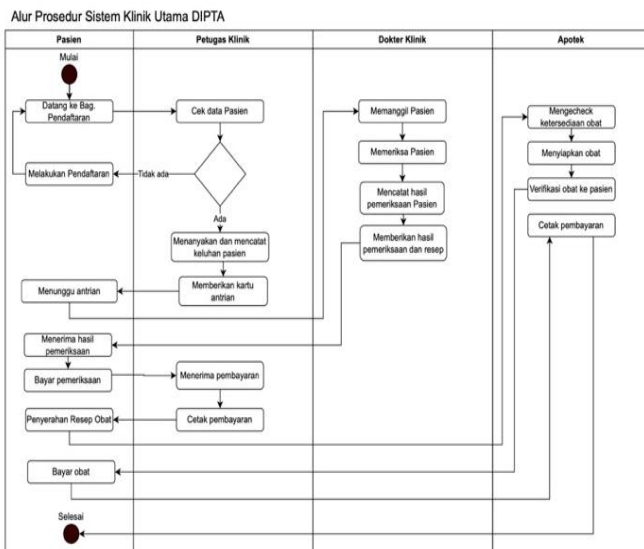 Alur Prosedur Sistem Klinik Utama DIPTA
Pasien
Petugas Klinik
Dokter Klinik
Apotek
Mulai
Datang ke Bag.
Pendaftaran
Cek data Pasien
Memanggil Pasien
Mengecheck
ketersediaan obat
Memeriksa Pasien
Menyiapkan obat
Melakukan Pendaftaran
Tidak ada
Mencatat hasil
pemeriksaan Pasien
Verifikasi obat ke pasien
Ada
Memberikan hasil
pemeriksaan dan resep
Cetak pembayaran
Menanyakan dan mencatat
keluhan pasien
Menunggu antrian
Memberikan kartu
antrian
Menerima hasil
pemeriksaan
Bayar pemeriksaan
Menerima pembayaran
Penyerahan Resep Obat
Cetak pembayaran
Bayar obat
Selesai